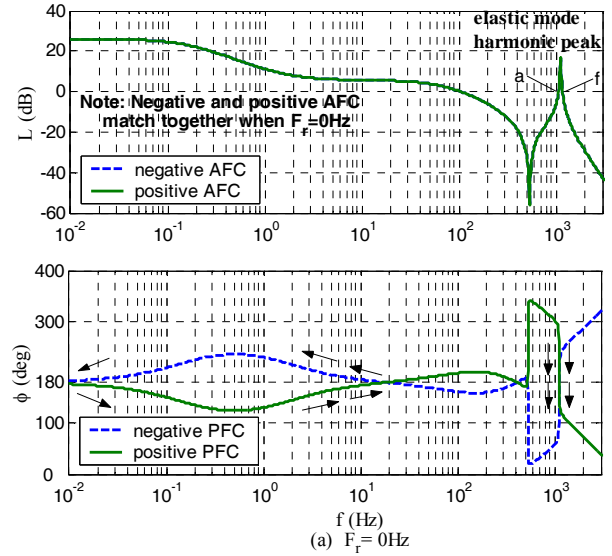 elastic mode
harmonic peak
40
20
0
-20
-40
-60
L (dB)
a
f
Note: Negative and positive AFC
match together when F_r=0Hz
negative AFC
positive AFC
10^-2
10^-1
10^0
10^1
10^2
10^3
400
300
180
100
0
ϕ (deg)
negative PFC
positive PFC
10^-2
10^-1
10^0
10^1
10^2
10^3
f (Hz)
(a) F_r= 0Hz